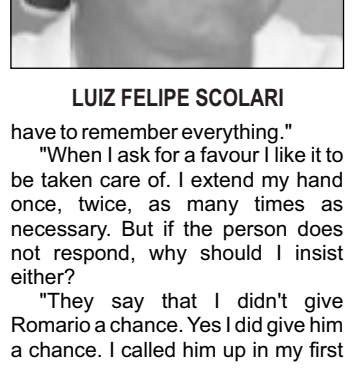 LUIZ FELIPE SCOLARI
have to remember everything."
"When I ask for a favour I like it to
be taken care of. I extend my hand
once, twice, as many times as
necessary. But if the person does
not respond, why should I insist
either?
"They say that I didn't give
Romario a chance. Yes I did give him
a chance. I called him up in my first